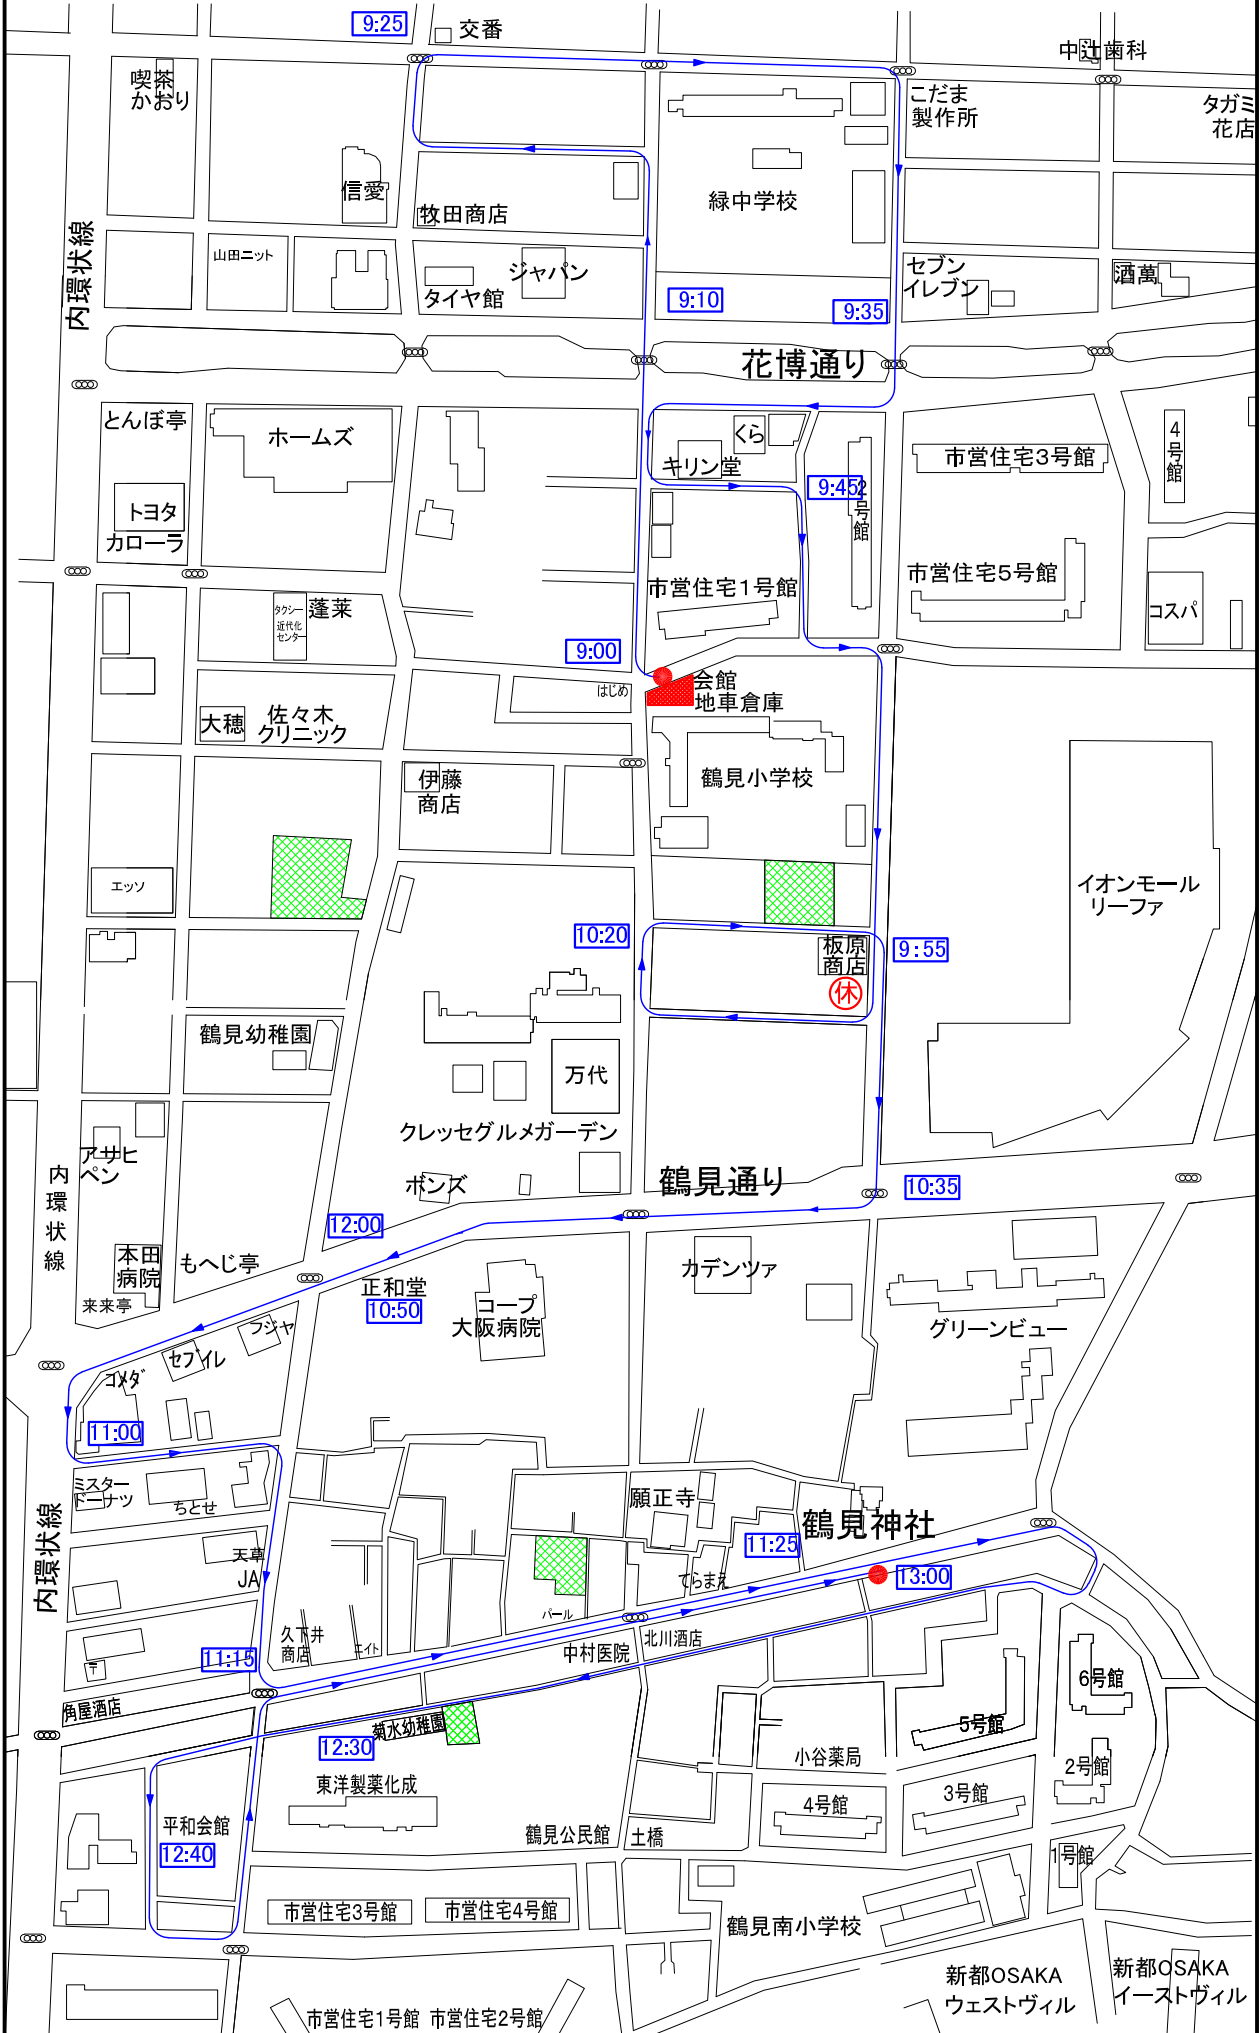 9:25
交番
中辻歯科
喫茶
かおり
こだま
製作所
タガミ
花店
信愛
緑中学校
牧田商店
内環状線
山田ニット
ジャパン
タイヤ館
セブン
イレブン
酒萬
9:10
9:35
花博通り
とんぼ亭
ホームズ
くら
キリン堂
市営住宅3号館
4号館
9:45
2号館
トヨタ
カローラ
市営住宅1号館
市営住宅5号館
タクシー
近代化
センター
蓬莱
コスパ
9:00
はじめ
会館
地車倉庫
大穂
佐々木
クリニック
伊藤
商店
鶴見小学校
エッソ
イオンモール
リーファ
10:20
板原
商店
休
9:55
鶴見幼稚園
万代
クレッセグルメガーデン
アサヒ
ペン
内環状線
ボンズ
鶴見通り
10:35
12:00
本田
病院
もへじ亭
来来亭
正和堂
10:50
コープ
大阪病院
カデンツァ
グリーンビュー
フジヤ
セブイレ
コメダ
11:00
ミスター
ドーナツ
ちとせ
願正寺
鶴見神社
11:25
内環状線
天草
JA
てらまえ
13:00
パール
久下井
商店
エイト
中村医院
北川酒店
11:15
〒
角屋酒店
菊水幼稚園
12:30
6号館
5号館
小谷薬局
2号館
東洋製薬化成
3号館
4号館
平和会館
12:40
鶴見公民館
土橋
1号館
市営住宅3号館
市営住宅4号館
鶴見南小学校
新都OSAKA
ウェストヴィル
新都OSAKA
イーストヴィル
市営住宅1号館
市営住宅2号館